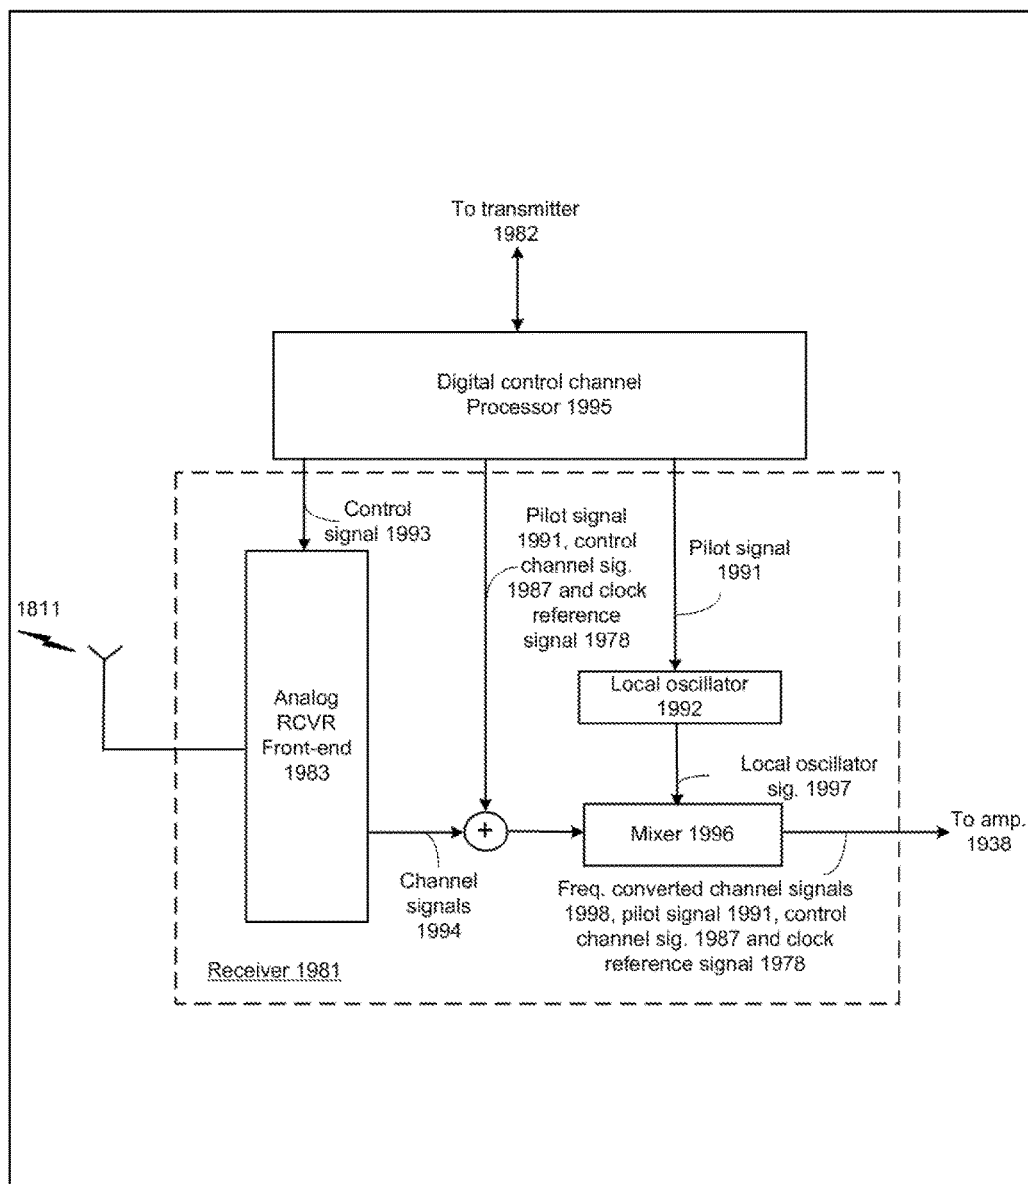 To transmitter
1982
Digital control channel
Processor 1995
Control
signal 1993
Pilot signal
1991, control
channel sig.
1987 and clock
reference
signal 1978
Pilot signal
1991
1811
Analog
RCVR
Front-end
1983
Local oscillator
1992
Local oscillator
sig. 1997
+
Mixer 1996
To amp.
1938
Channel
signals
1994
Freq. converted channel signals
1998, pilot signal 1991, control
channel sig. 1987 and clock
reference signal 1978
Receiver 1981